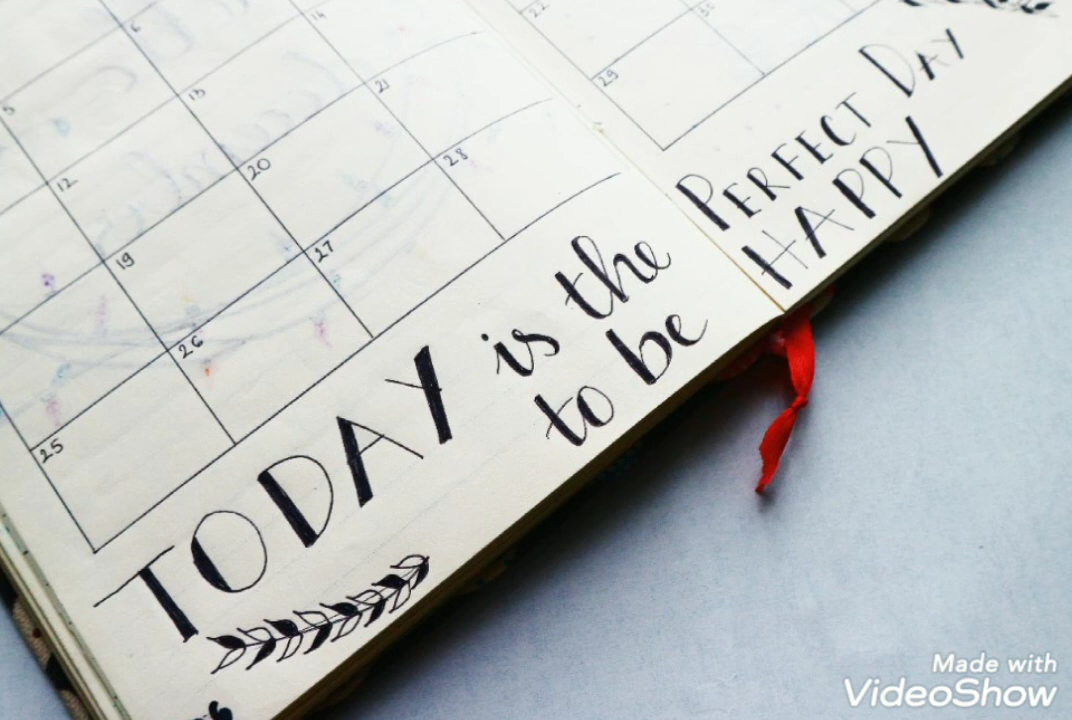 5 6
12 13 14
19 20 21
25 26 27 28
22
29
TODAY is the PERFECT DAY
to be HAPPY
Made with
VideoShow